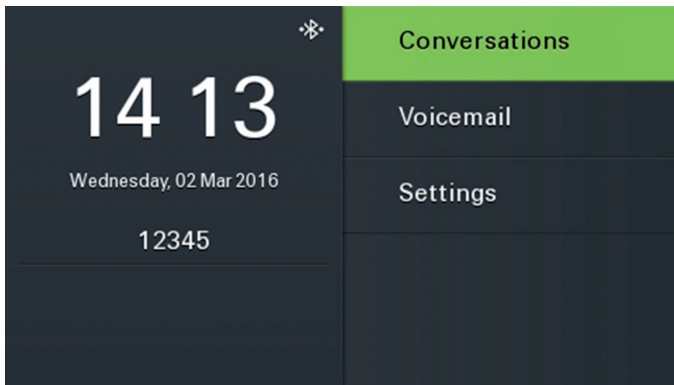 14 13
Wednesday, 02 Mar 2016
12345
Conversations
Voicemail
Settings